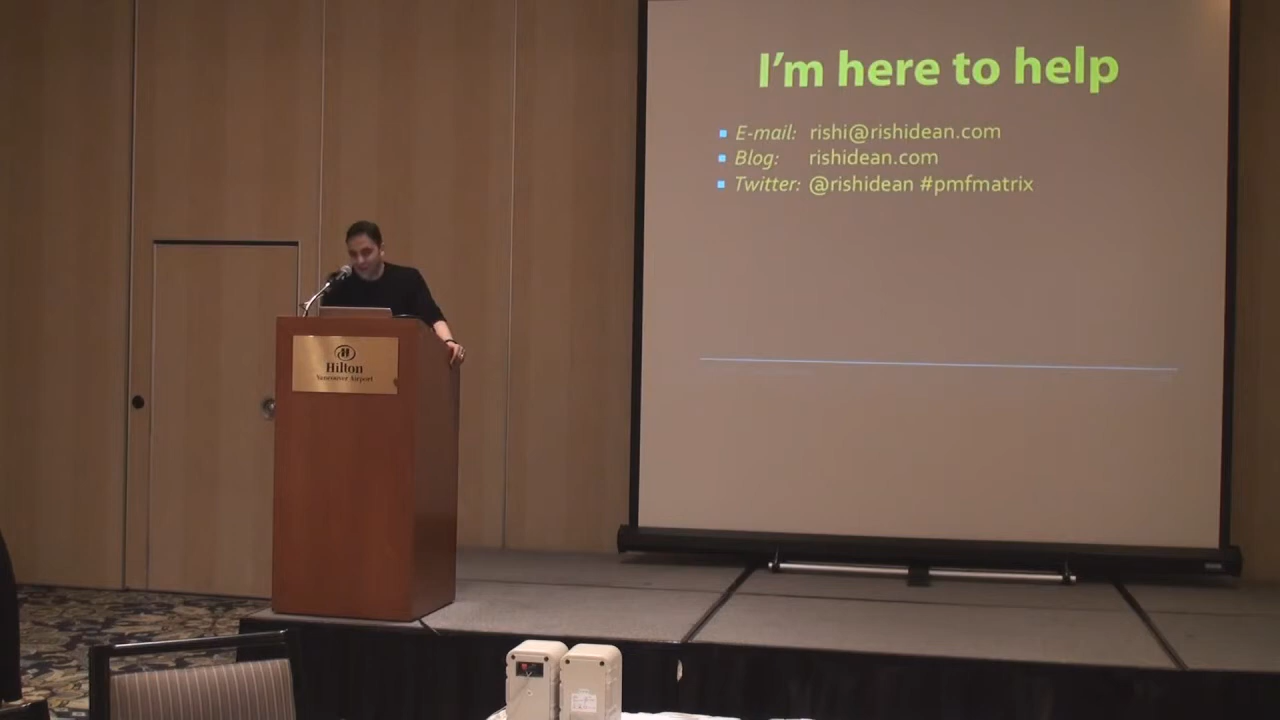 I'm here to help
E-mail: rishi@rishidean.com
Blog: rishidean.com
Twitter: @rishidean #pmfmatrix
Hilton
Vancouver Airport